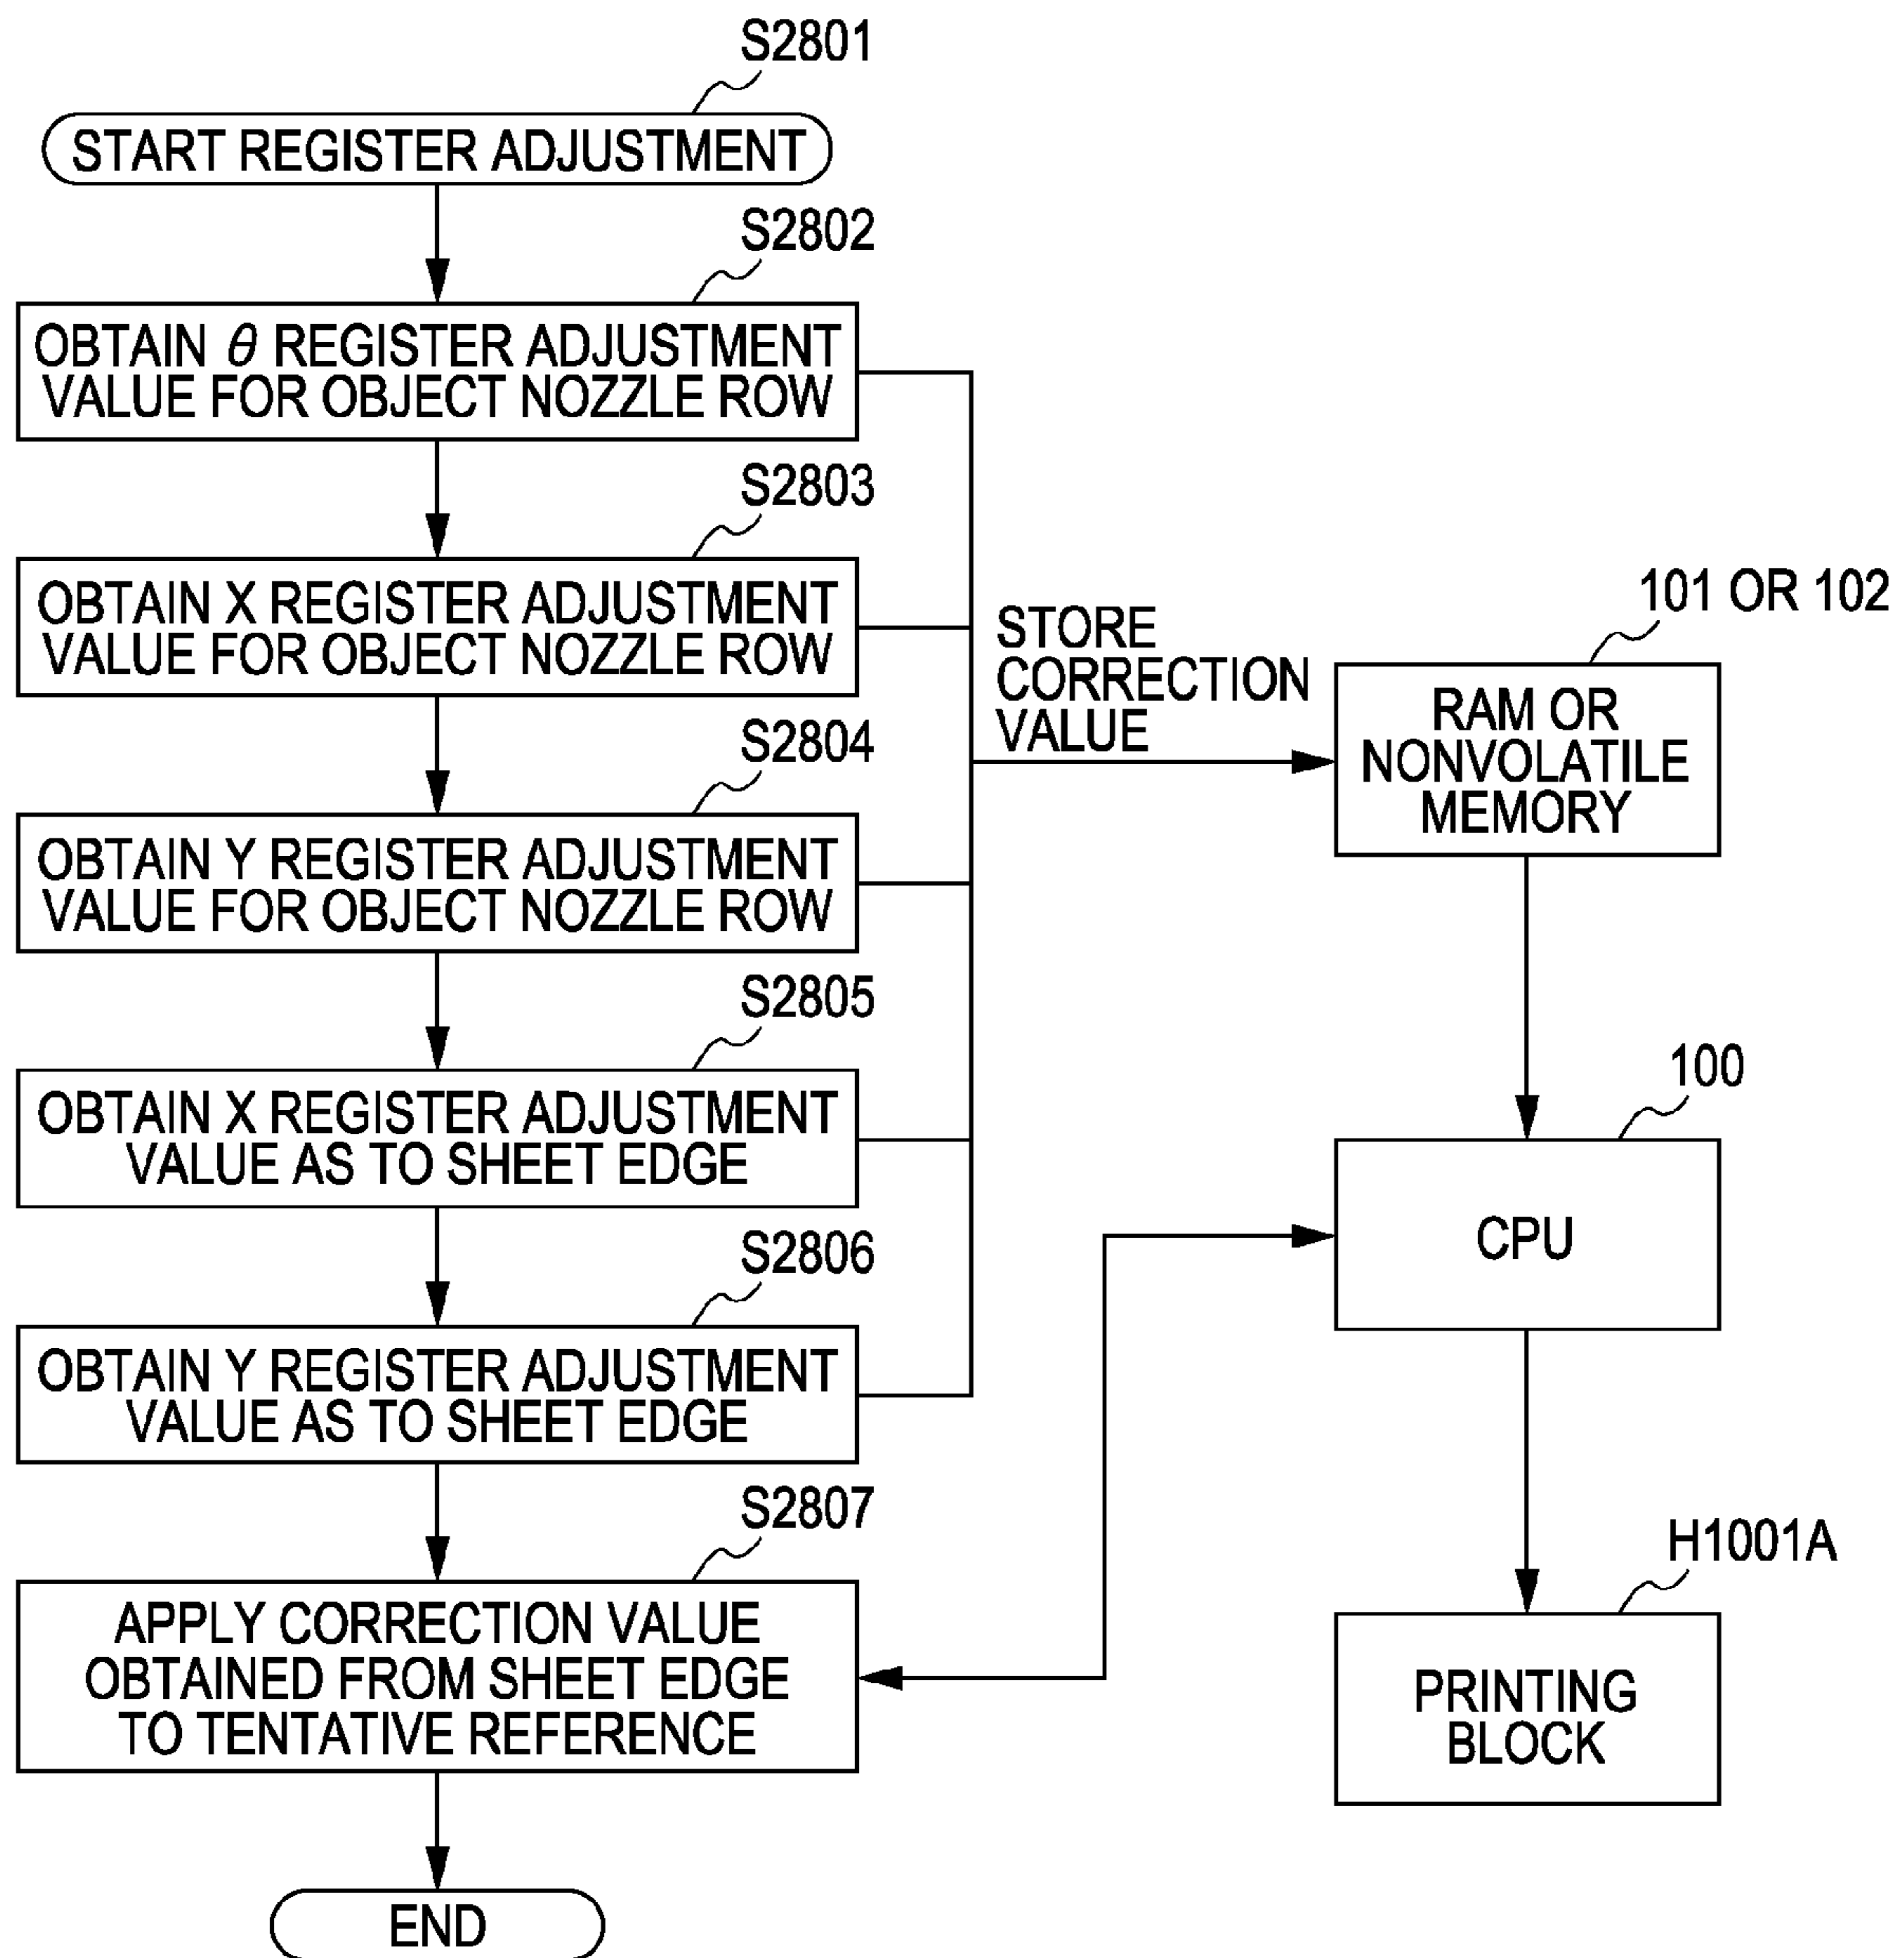 S2801
START REGISTER ADJUSTMENT
S2802
OBTAIN θ REGISTER ADJUSTMENT
VALUE FOR OBJECT NOZZLE ROW
S2803
OBTAIN X REGISTER ADJUSTMENT
VALUE FOR OBJECT NOZZLE ROW
S2804
OBTAIN Y REGISTER ADJUSTMENT
VALUE FOR OBJECT NOZZLE ROW
S2805
OBTAIN X REGISTER ADJUSTMENT
VALUE AS TO SHEET EDGE
S2806
OBTAIN Y REGISTER ADJUSTMENT
VALUE AS TO SHEET EDGE
S2807
APPLY CORRECTION VALUE
OBTAINED FROM SHEET EDGE
TO TENTATIVE REFERENCE
END
STORE
CORRECTION
VALUE
101 OR 102
RAM OR
NONVOLATILE
MEMORY
100
CPU
H1001A
PRINTING
BLOCK